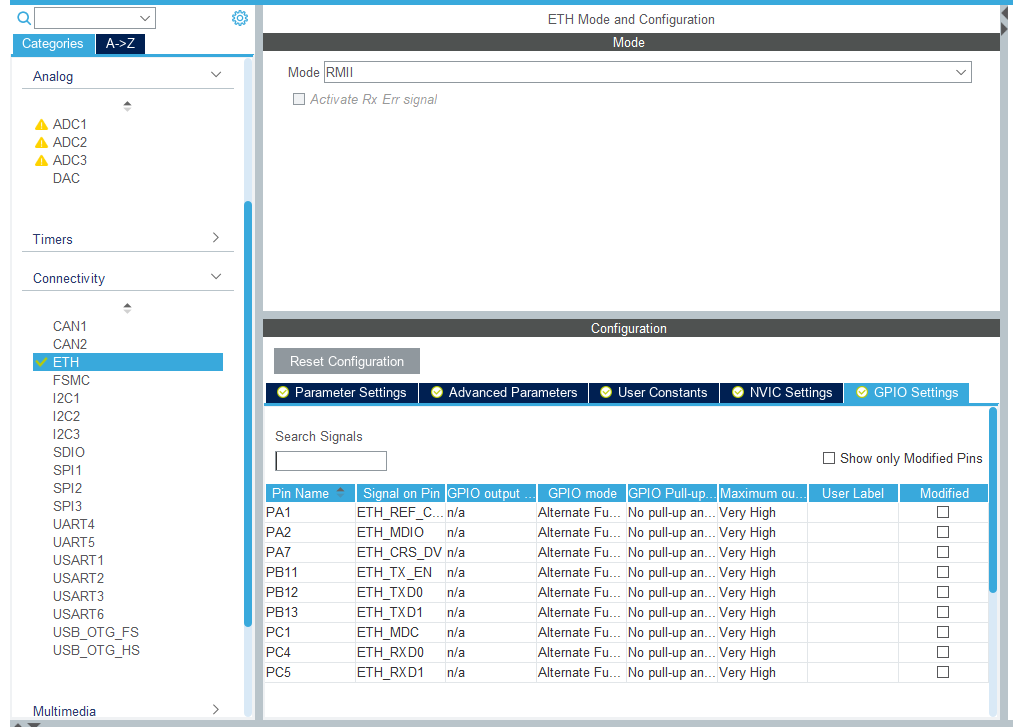 ETH Mode and Configuration
Categories A->Z
Mode
Analog
Mode RMII
Activate Rx Err signal
ADC1
ADC2
ADC3
DAC
Timers
Connectivity
CAN1
CAN2
ETH
FSMC
I2C1
I2C2
I2C3
SDIO
SPI1
SPI2
SPI3
UART4
UART5
USART1
USART2
USART3
USART6
USB_OTG_FS
USB_OTG_HS
Multimedia
Configuration
Reset Configuration
Parameter Settings Advanced Parameters User Constants NVIC Settings GPIO Settings
Search Signals
Show only Modified Pins
Pin Name Signal on Pin GPIO output ... GPIO mode GPIO Pull-up... Maximum ou... User Label Modified
PA1 ETH_REF_C... n/a Alternate Fu... No pull-up an... Very High
PA2 ETH_MDIO n/a Alternate Fu... No pull-up an... Very High
PA7 ETH_CRS_DV n/a Alternate Fu... No pull-up an... Very High
PB11 ETH_TX_EN n/a Alternate Fu... No pull-up an... Very High
PB12 ETH_TXD0 n/a Alternate Fu... No pull-up an... Very High
PB13 ETH_TXD1 n/a Alternate Fu... No pull-up an... Very High
PC1 ETH_MDC n/a Alternate Fu... No pull-up an... Very High
PC4 ETH_RXD0 n/a Alternate Fu... No pull-up an... Very High
PC5 ETH_RXD1 n/a Alternate Fu... No pull-up an... Very High